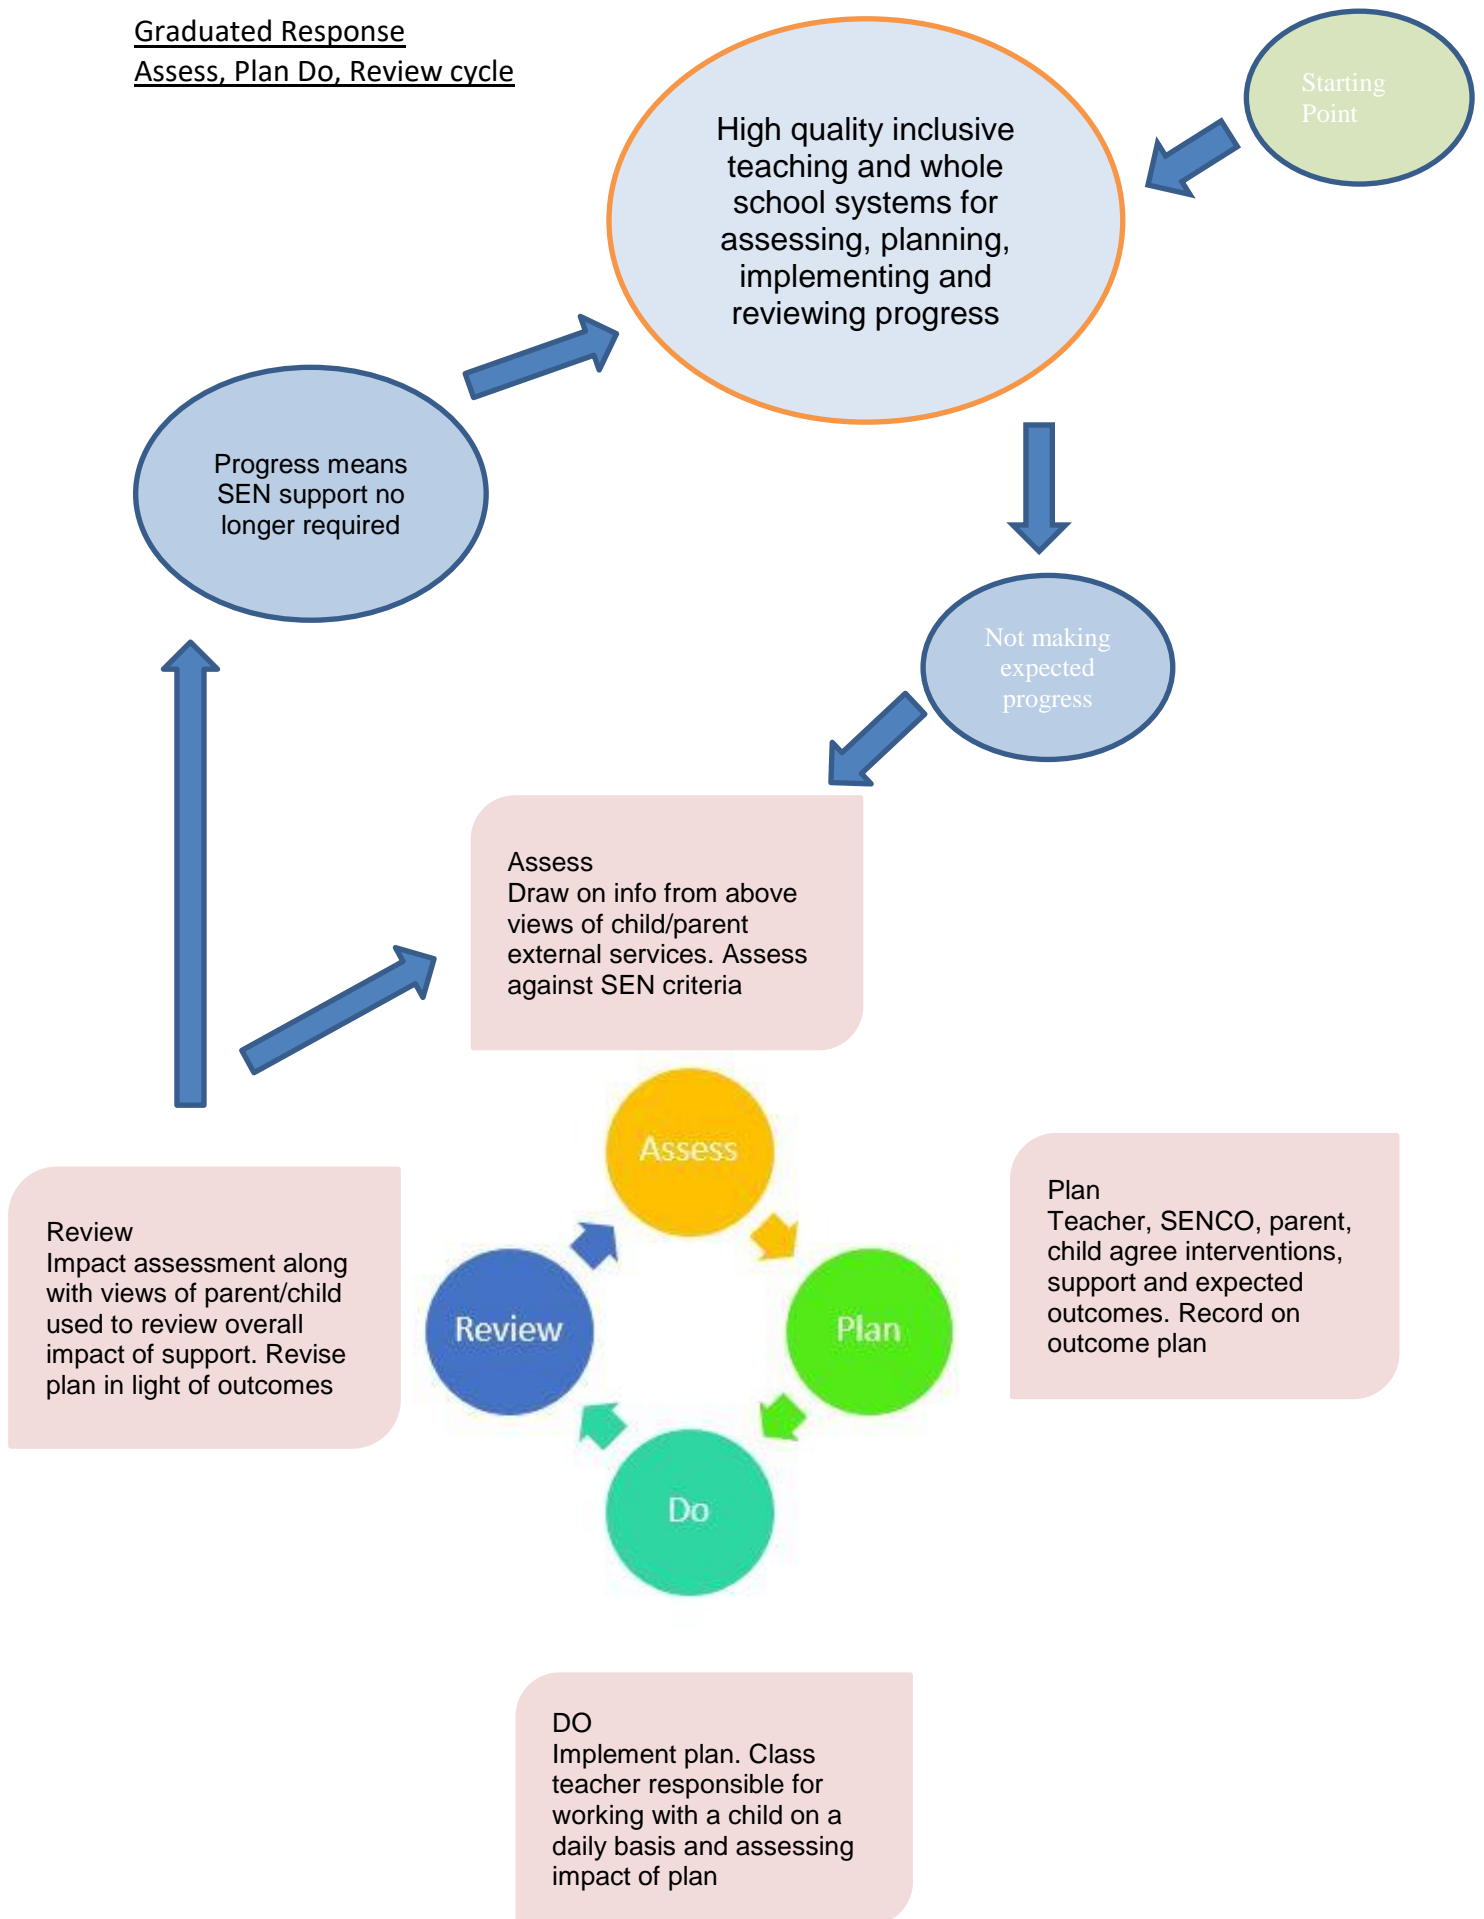 Graduated Response
Assess, Plan Do, Review cycle
Starting
Point
High quality inclusive
teaching and whole
school systems for
assessing, planning,
implementing and
reviewing progress
Progress means
SEN support no
longer required
Not making
expected
progress
Assess
Draw on info from above
views of child/parent
external services. Assess
against SEN criteria
Assess
Plan
Do
Review
Review
Impact assessment along
with views of parent/child
used to review overall
impact of support. Revise
plan in light of outcomes
Plan
Teacher, SENCO, parent,
child agree interventions,
support and expected
outcomes. Record on
outcome plan
DO
Implement plan. Class
teacher responsible for
working with a child on a
daily basis and assessing
impact of plan